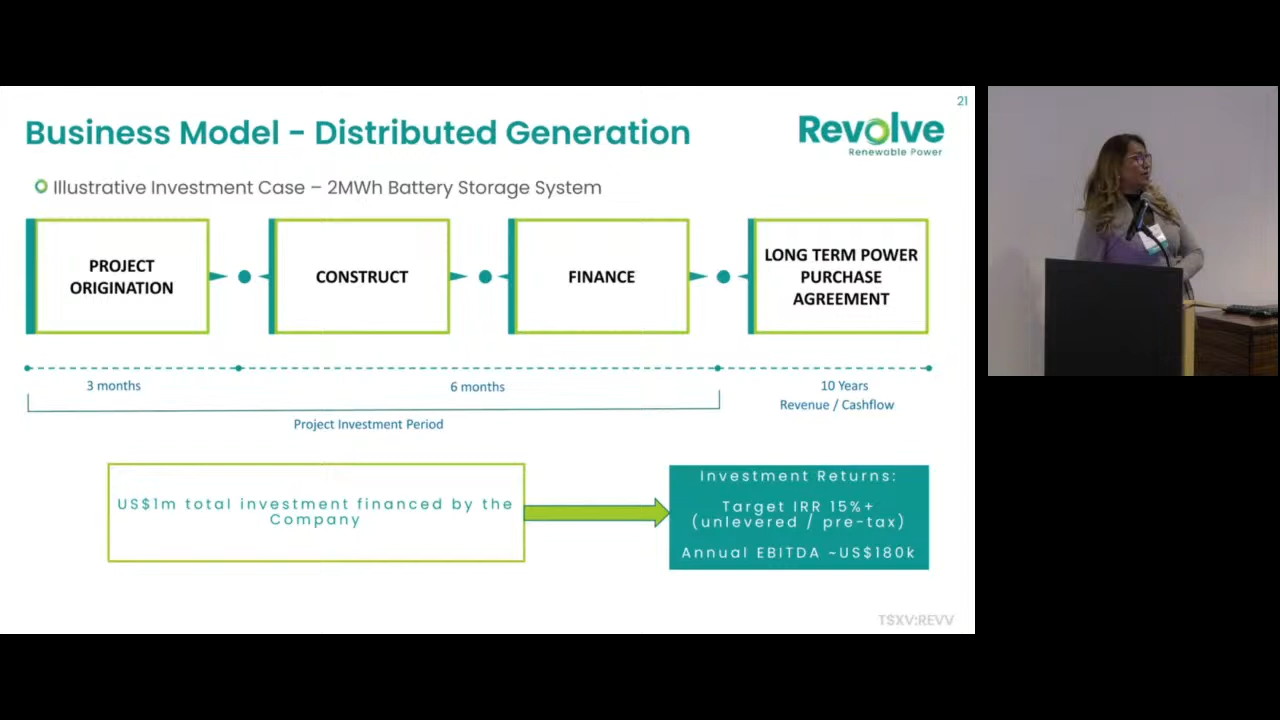 21
Business Model - Distributed Generation
Revolve
Renewable Power
Illustrative Investment Case – 2MWh Battery Storage System
PROJECT
ORIGINATION
CONSTRUCT
FINANCE
LONG TERM POWER
PURCHASE
AGREEMENT
3 months
6 months
10 Years
Revenue / Cashflow
Project Investment Period
US$1m total investment financed by the
Company
Investment Returns:
Target IRR 15%+
(unlevered / pre-tax)
Annual EBITDA ~US$180k
TSXV:REVV